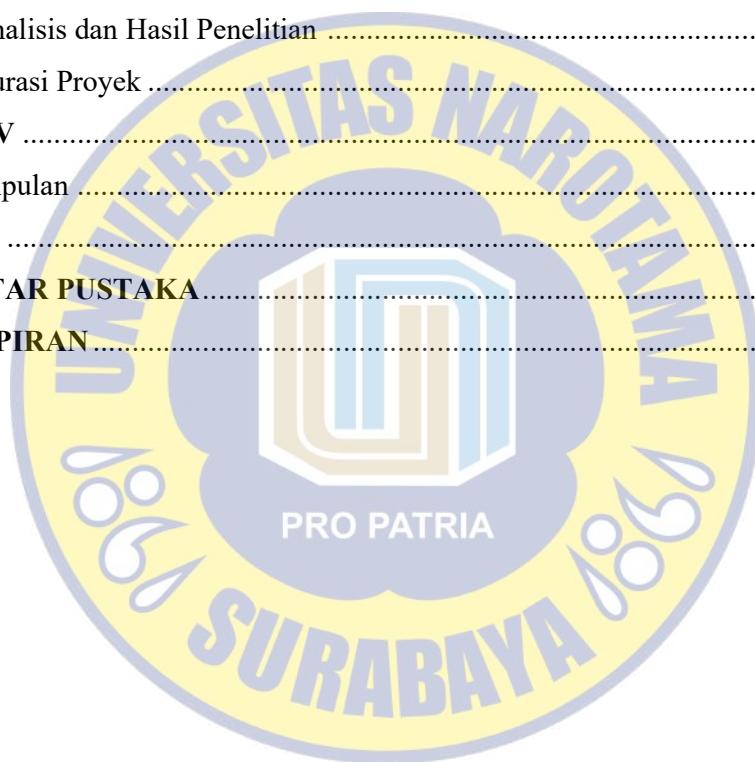 nalisis dan Hasil Penelitian ........................................................
urasi Proyek ................................................................................
V ................................................................................................
pulan .........................................................................................
..................................................................................................
TAR PUSTAKA .........................................................................
PIRAN .......................................................................................
UNIVERSITAS NAROTAMA
PRO PATRIA
SURABAYA